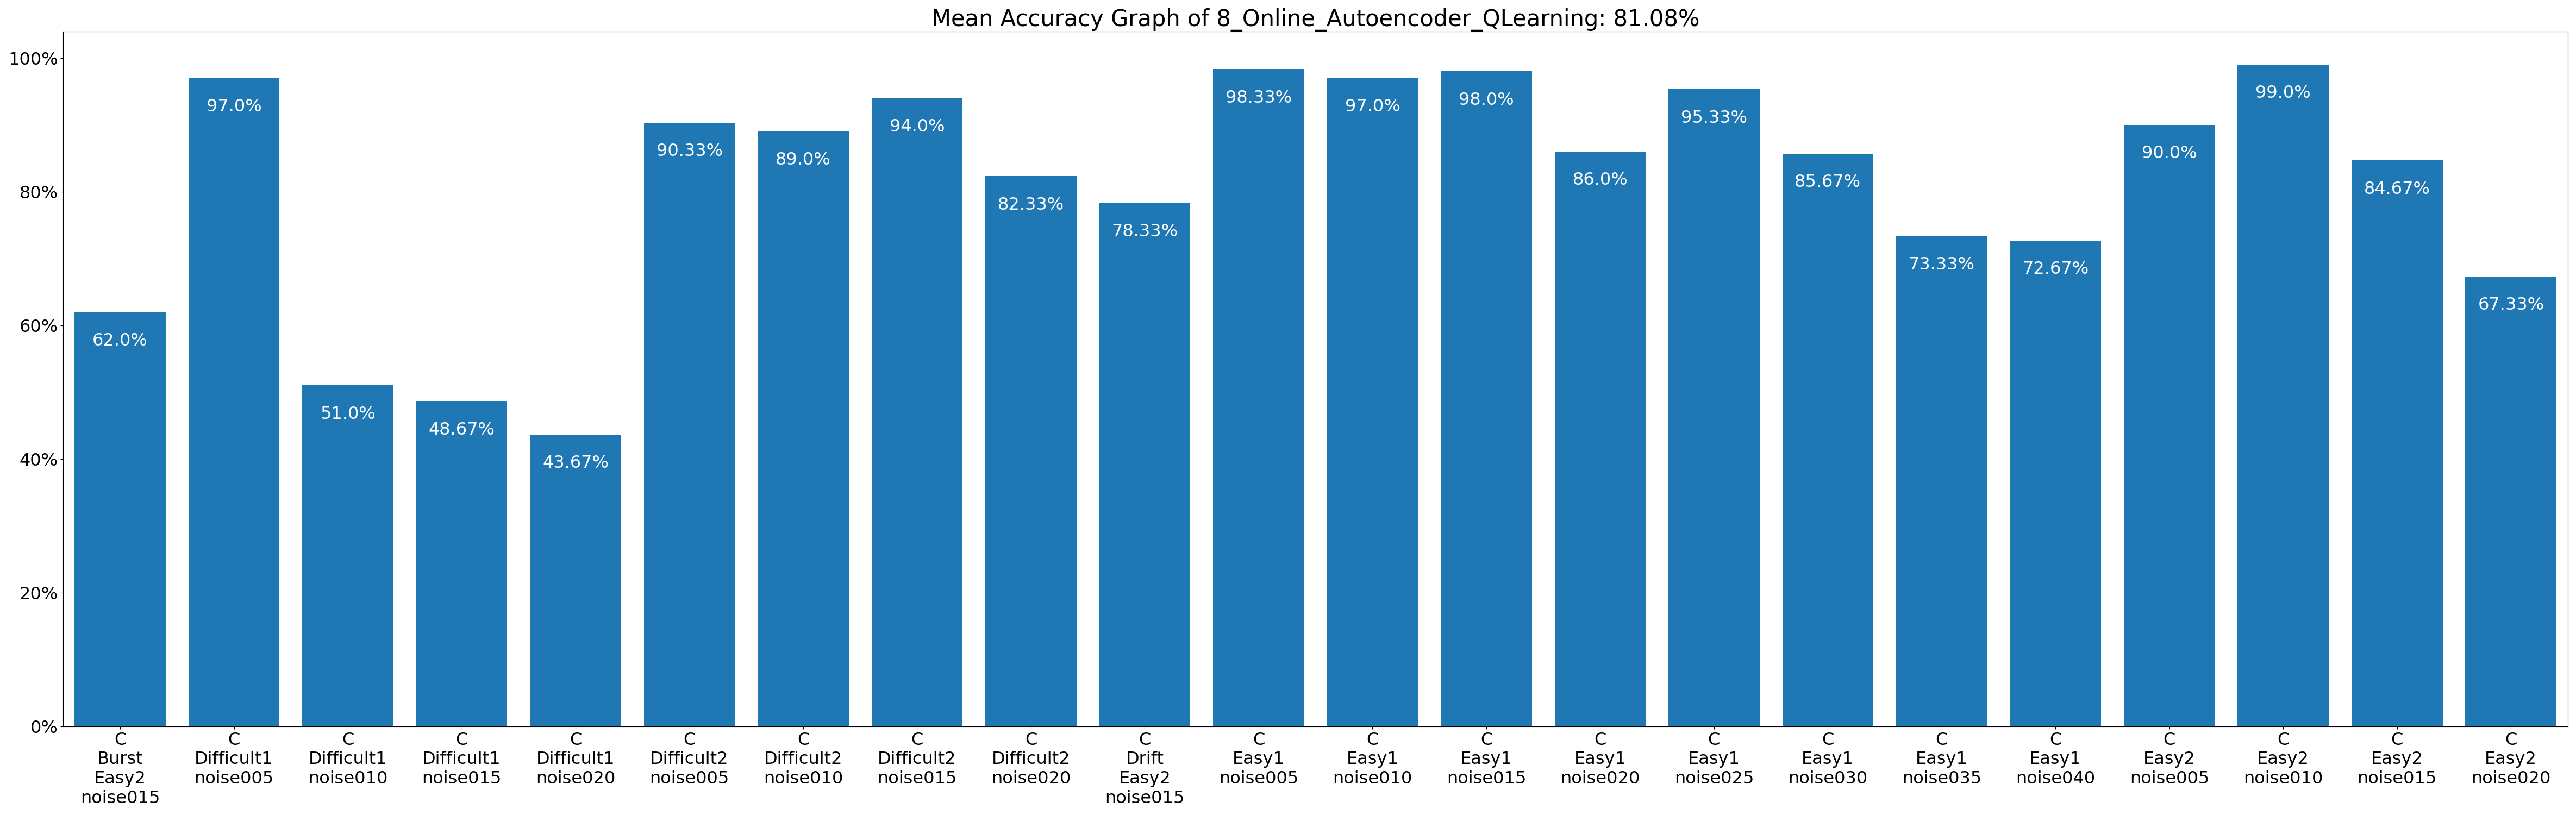 Mean Accuracy Graph of 8_Online_Autoencoder_QLearning: 81.08%
100%
80%
60%
40%
20%
0%
62.0%
97.0%
51.0%
48.67%
43.67%
90.33%
89.0%
94.0%
82.33%
78.33%
98.33%
97.0%
98.0%
86.0%
95.33%
85.67%
73.33%
72.67%
90.0%
99.0%
84.67%
67.33%
C
Burst
Easy2
noise015
C
Difficult1
noise005
C
Difficult1
noise010
C
Difficult1
noise015
C
Difficult1
noise020
C
Difficult2
noise005
C
Difficult2
noise010
C
Difficult2
noise015
C
Difficult2
noise020
C
Drift
Easy2
noise015
C
Easy1
noise005
C
Easy1
noise010
C
Easy1
noise015
C
Easy1
noise020
C
Easy1
noise025
C
Easy1
noise030
C
Easy1
noise035
C
Easy1
noise040
C
Easy2
noise005
C
Easy2
noise010
C
Easy2
noise015
C
Easy2
noise020